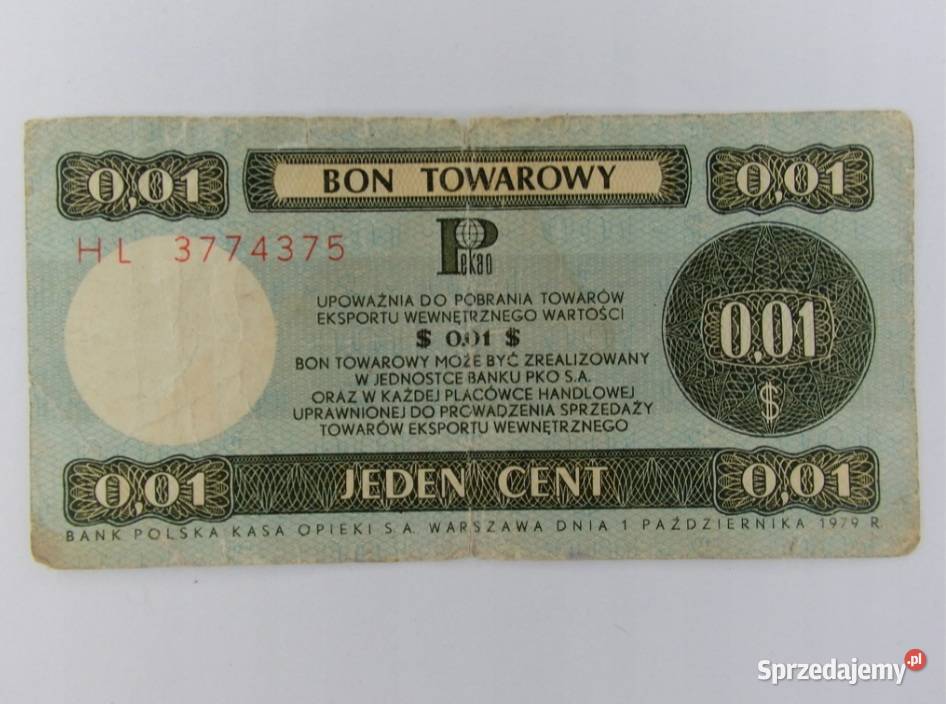 0,01 BON TOWAROWY 0,01
HL 3774375
Pekao
UPOWAŻNIA DO POBRANIA TOWARÓW
EKSPORTU WEWNĘTRZNEGO WARTOŚCI
$ 0,01 $
BON TOWAROWY MOŻE BYĆ ZREALIZOWANY
W JEDNOSTCE BANKU PKO S.A.
ORAZ W KAŻDEJ PLACÓWCE HANDLOWEJ
UPRAWNIONEJ DO PROWADZENIA SPRZEDAŻY
TOWARÓW EKSPORTU WEWNĘTRZNEGO
0,01
$
0,01 JEDEN CENT 0,01
BANK POLSKA KASA OPIEKI S.A. WARSZAWA DNIA 1 PAŹDZIERNIKA 1979 R.
Sprzedajemy.pl